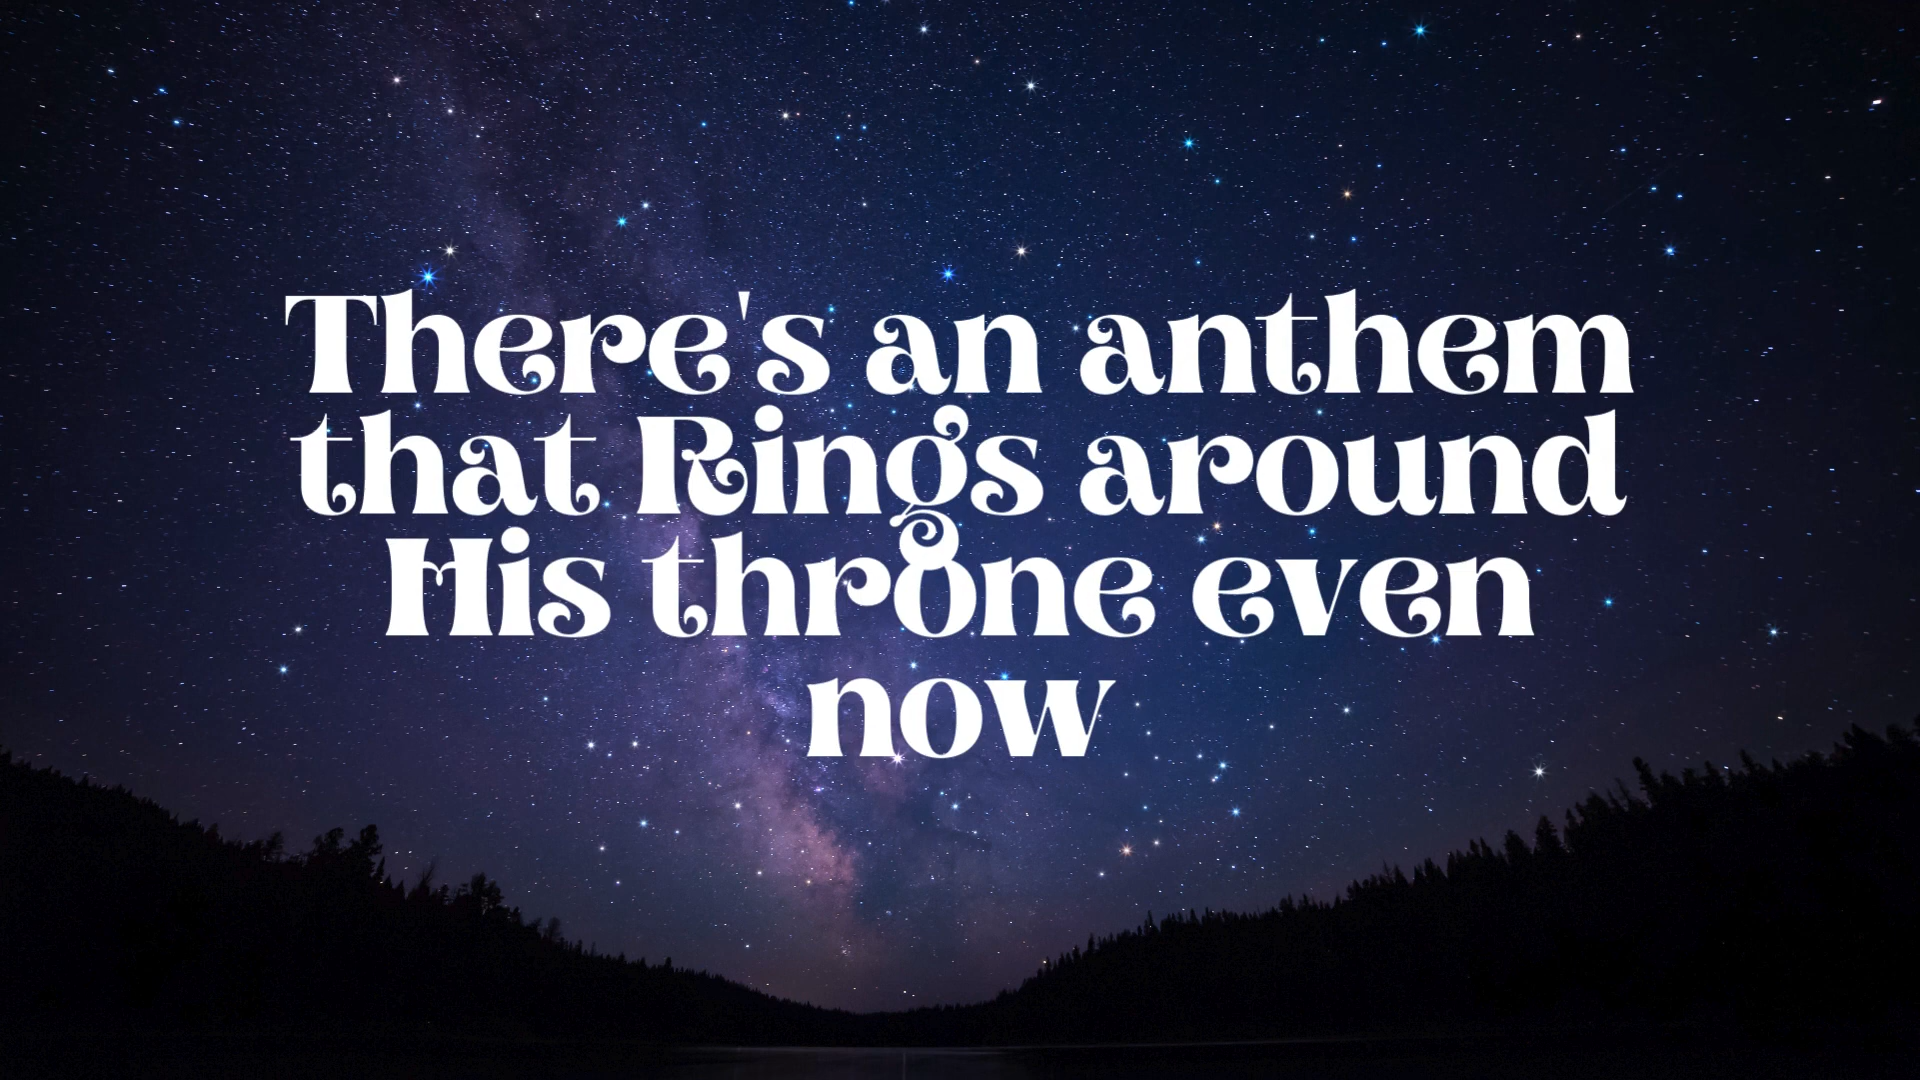 There's an anthem
that Rings around
His throne even
now